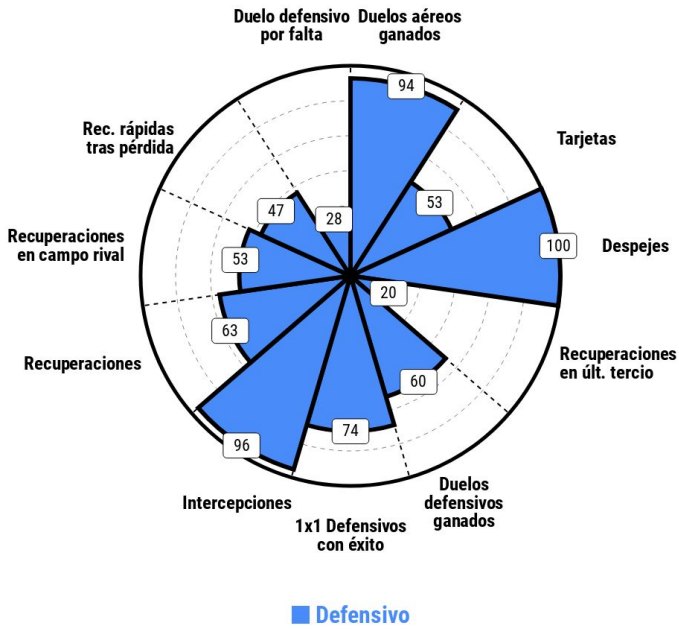 Duelo defensivo
por falta
Duelos aéreos
ganados
94
Tarjetas
53
Despejes
100
Recuperaciones
en últ. tercio
20
Duelos
defensivos
ganados
60
1x1 Defensivos
con éxito
74
Intercepciones
96
Recuperaciones
63
Recuperaciones
en campo rival
53
Rec. rápidas
tras pérdida
47
28
Defensivo